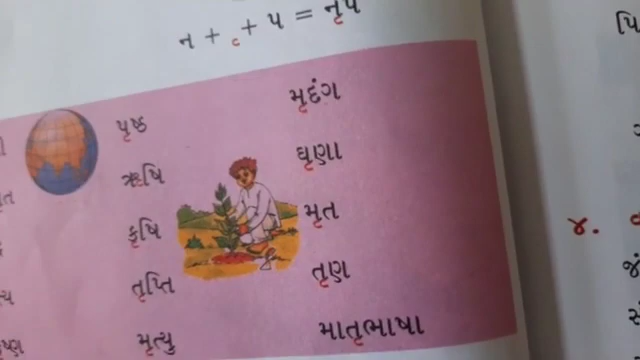 ન + ૃ + પ = નૃપ
પૃષ્ઠ
ઋષિ
કૃષિ
તૃપ્તિ
મૃત્યુ
મૃદંગ
ઘૃણા
મૃત
તૃણ
માતૃભાષા
૪.